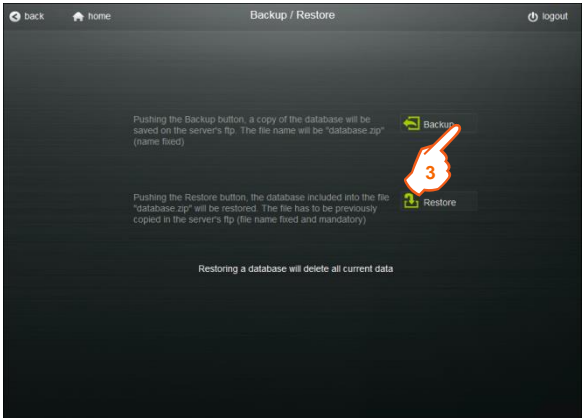 back home Backup / Restore logout
Pushing the Backup button, a copy of the database will be
saved on the server's ftp. The file name will be "database.zip"
(name fixed)
Backup
3
Pushing the Restore button, the database included into the file
"database.zip" will be restored. The file has to be previously
copied in the server's ftp (file name fixed and mandatory)
Restore
Restoring a database will delete all current data